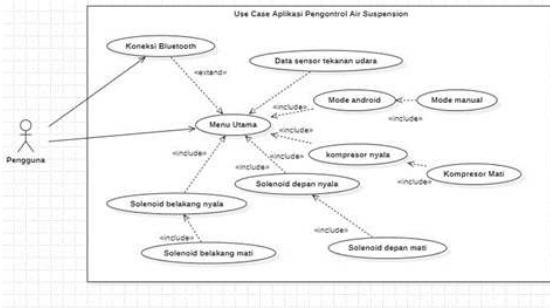 Use Case Aplikasi Pengontrol Air Suspension
Koneksi Bluetooth
Data sensor tekanan udara
«extend»
Mode android
Mode manual
«include»
«include»
Menu Utama
«include»
Pengguna
«include»
«include»
kompresor nyala
Kompresor Mati
«include»
Solenoid depan nyala
Solenoid belakang nyala
«include»
«include»
Solenoid belakang mati
Solenoid depan mati